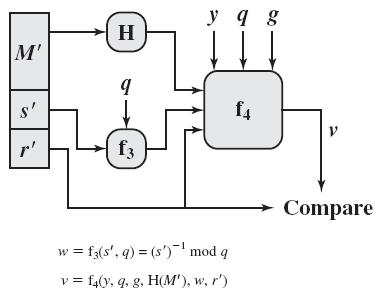 y q g
H
M′
q
f₄
s′
f₃
v
r′
Compare
w = f₃(s′, q) = (s′)⁻¹ mod q
v = f₄(y, q, g, H(M′), w, r′)